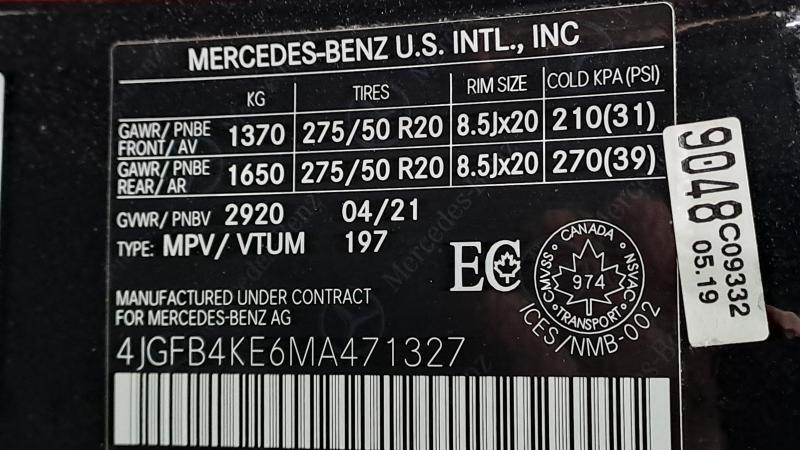 MERCEDES-BENZ U.S. INTL., INC
KG TIRES RIM SIZE COLD KPA (PSI)
GAWR/ PNBE FRONT/ AV 1370 275/50 R20 8.5Jx20 210(31)
GAWR/ PNBE REAR/ AR 1650 275/50 R20 8.5Jx20 270(39)
GVWR/ PNBV 2920 04/21
TYPE: MPV/ VTUM 197
EC
CANADA
CMVSS 974 NSVAC
TRANSPORT
ICES/NMB-002
MANUFACTURED UNDER CONTRACT
FOR MERCEDES-BENZ AG
4JGFB4KE6MA471327
9048
C09332
05.19
Mercedes-Benz